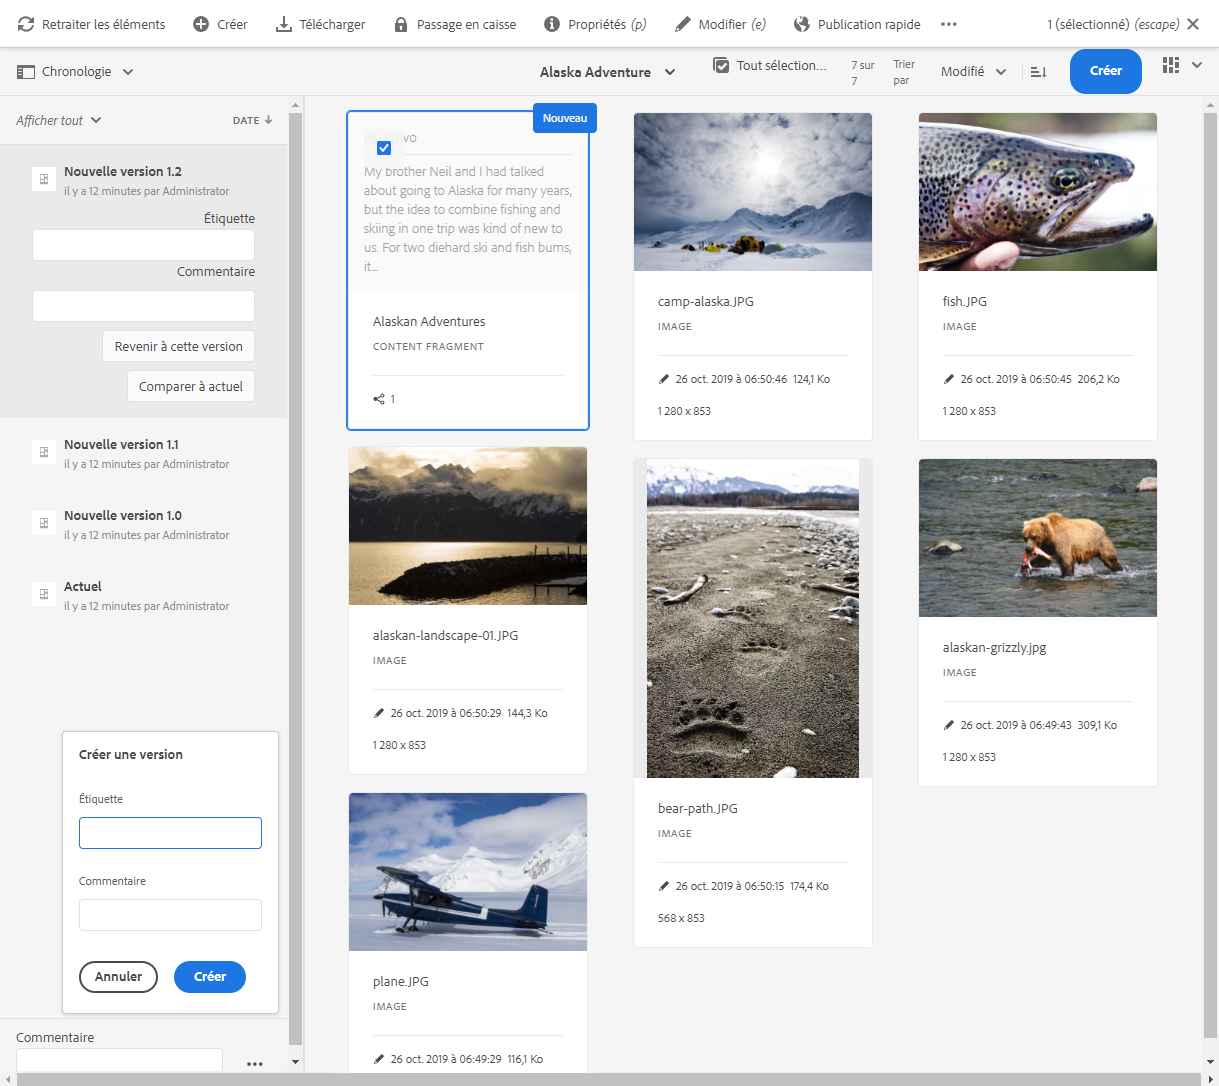 Retraiter les éléments
Créer
Télécharger
Passage en caisse
Propriétés (p)
Modifier (e)
Publication rapide
1 (sélectionné) (escape)
Chronologie
Alaska Adventure
Tout sélection...
7 sur
7
Trier
par
Modifié
Créer
Afficher tout
DATE
Nouvelle version 1.2
il y a 12 minutes par Administrator
Étiquette
Commentaire
Revenir à cette version
Comparer à actuel
Nouvelle version 1.1
il y a 12 minutes par Administrator
Nouvelle version 1.0
il y a 12 minutes par Administrator
Actuel
il y a 12 minutes par Administrator
Créer une version
Étiquette
Commentaire
Annuler
Créer
Commentaire
Nouveau
My brother Neil and I had talked
about going to Alaska for many years,
but the idea to combine fishing and
skiing in one trip was kind of new to
us. For two diehard ski and fish bums,
it...
Alaskan Adventures
CONTENT FRAGMENT
1
camp-alaska.JPG
IMAGE
26 oct. 2019 à 06:50:46 124,1 Ko
1 280 x 853
fish.JPG
IMAGE
26 oct. 2019 à 06:50:45 206,2 Ko
1 280 x 853
alaskan-landscape-01.JPG
IMAGE
26 oct. 2019 à 06:50:29 144,3 Ko
1 280 x 853
bear-path.JPG
IMAGE
26 oct. 2019 à 06:50:15 174,4 Ko
568 x 853
alaskan-grizzly.jpg
IMAGE
26 oct. 2019 à 06:49:43 309,1 Ko
1 280 x 853
plane.JPG
IMAGE
26 oct. 2019 à 06:49:29 116,1 Ko